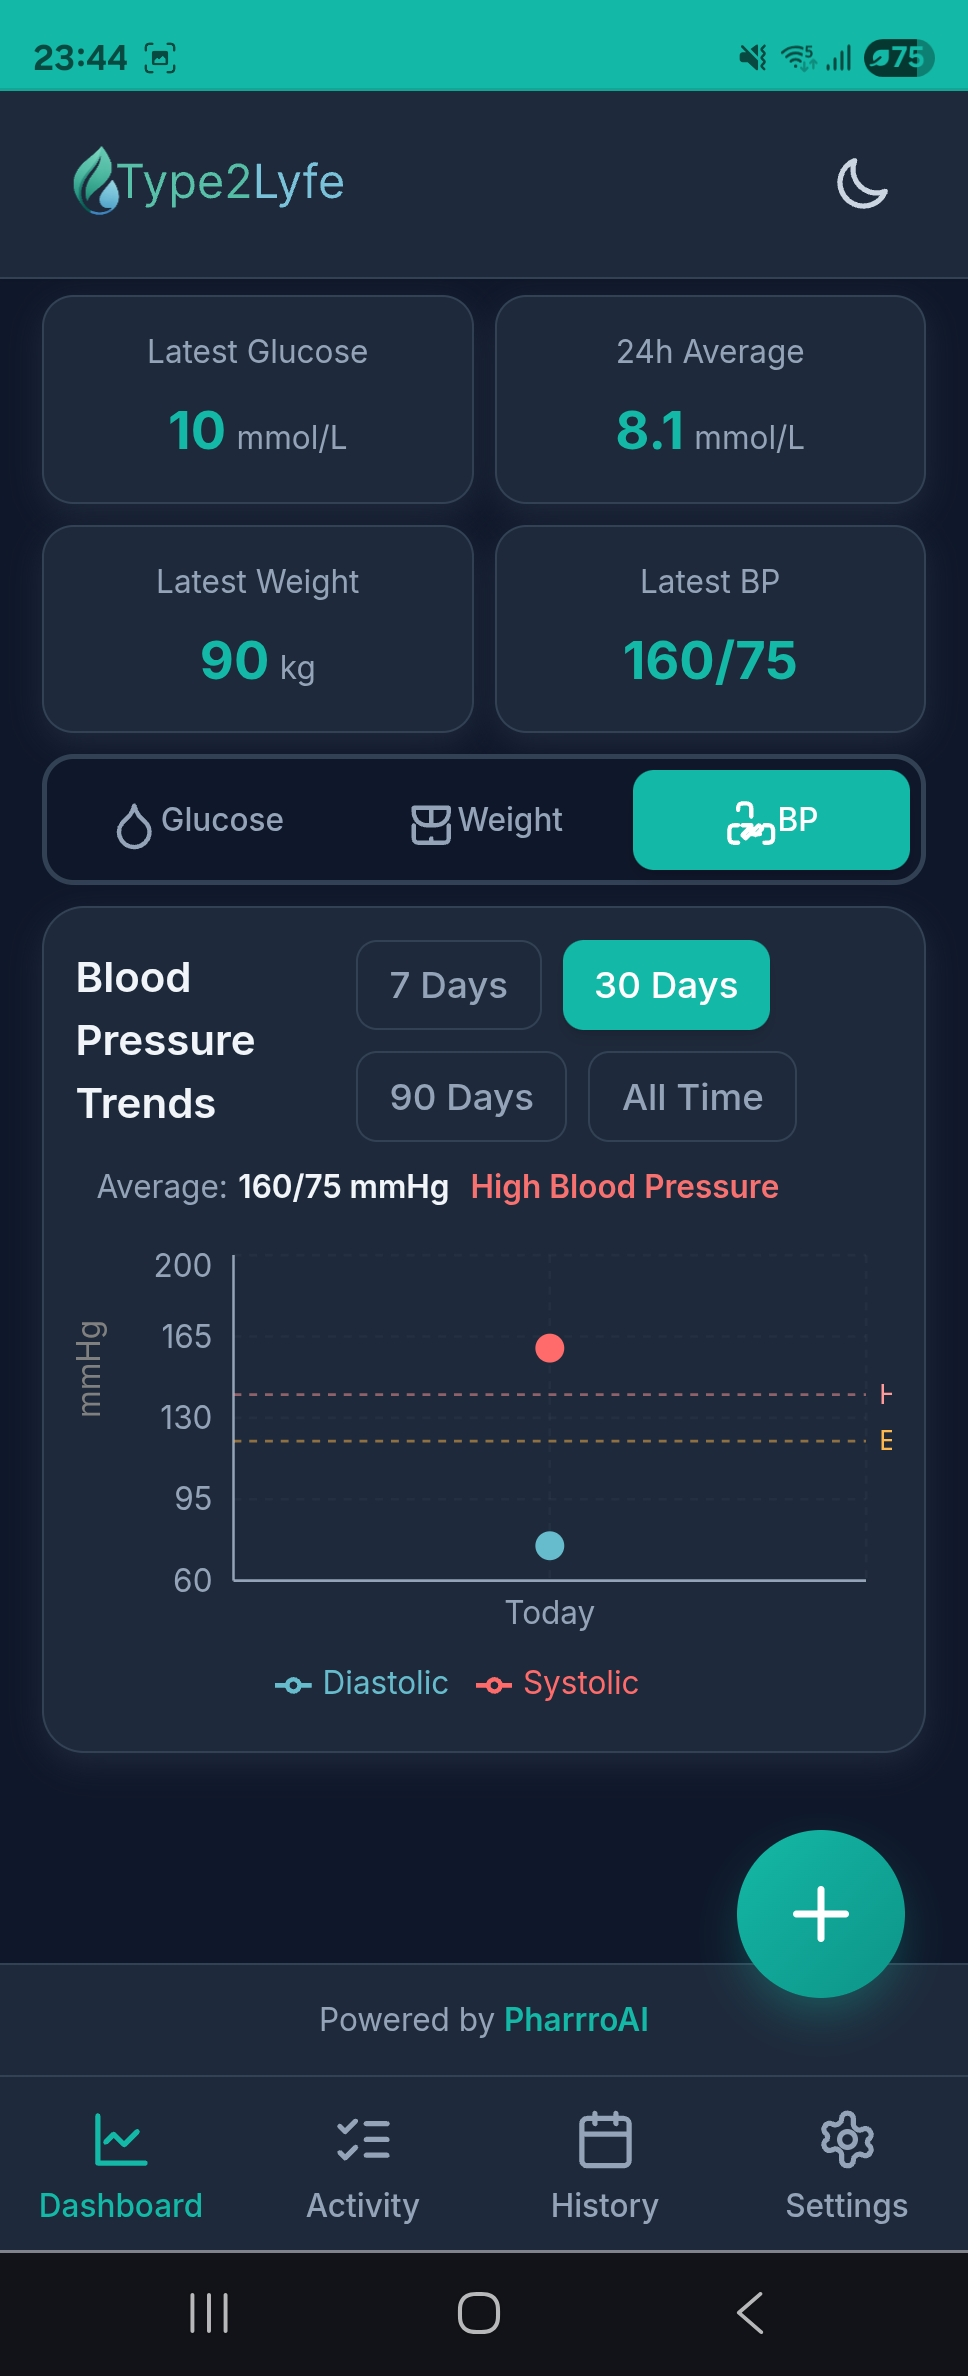 23:44
5
75
Type2Lyfe
Latest Glucose
10 mmol/L
24h Average
8.1 mmol/L
Latest Weight
90 kg
Latest BP
160/75
Glucose
Weight
BP
Blood
Pressure
Trends
7 Days
30 Days
90 Days
All Time
Average: 160/75 mmHg High Blood Pressure
mmHg
200
165
130
95
60
E
Today
Diastolic
Systolic
Powered by PharrroAI
Dashboard
Activity
History
Settings